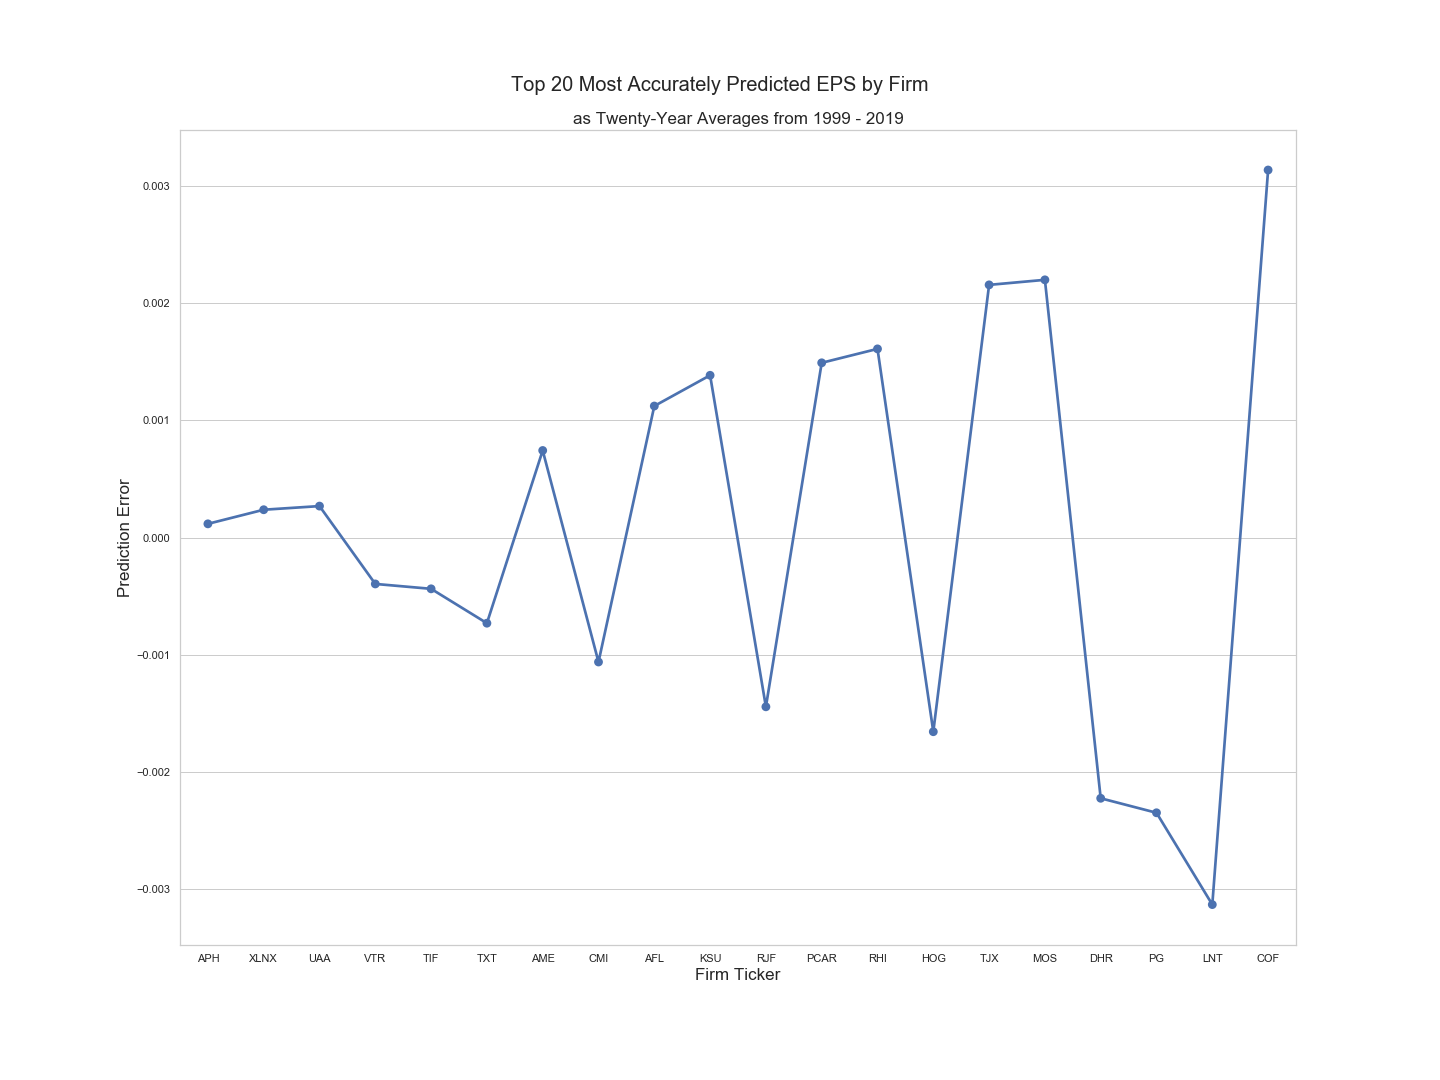 Top 20 Most Accurately Predicted EPS by Firm
as Twenty-Year Averages from 1999 - 2019
Prediction Error
0.003
0.002
0.001
0.000
−0.001
−0.002
−0.003
APH XLNX UAA VTR TIF TXT AME CMI AFL KSU RJF PCAR RHI HOG TJX MOS DHR PG LNT COF
Firm Ticker